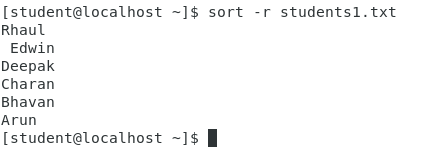 [student@localhost ~]$ sort -r students1.txt
Rhaul
 Edwin
Deepak
Charan
Bhavan
Arun
[student@localhost ~]$